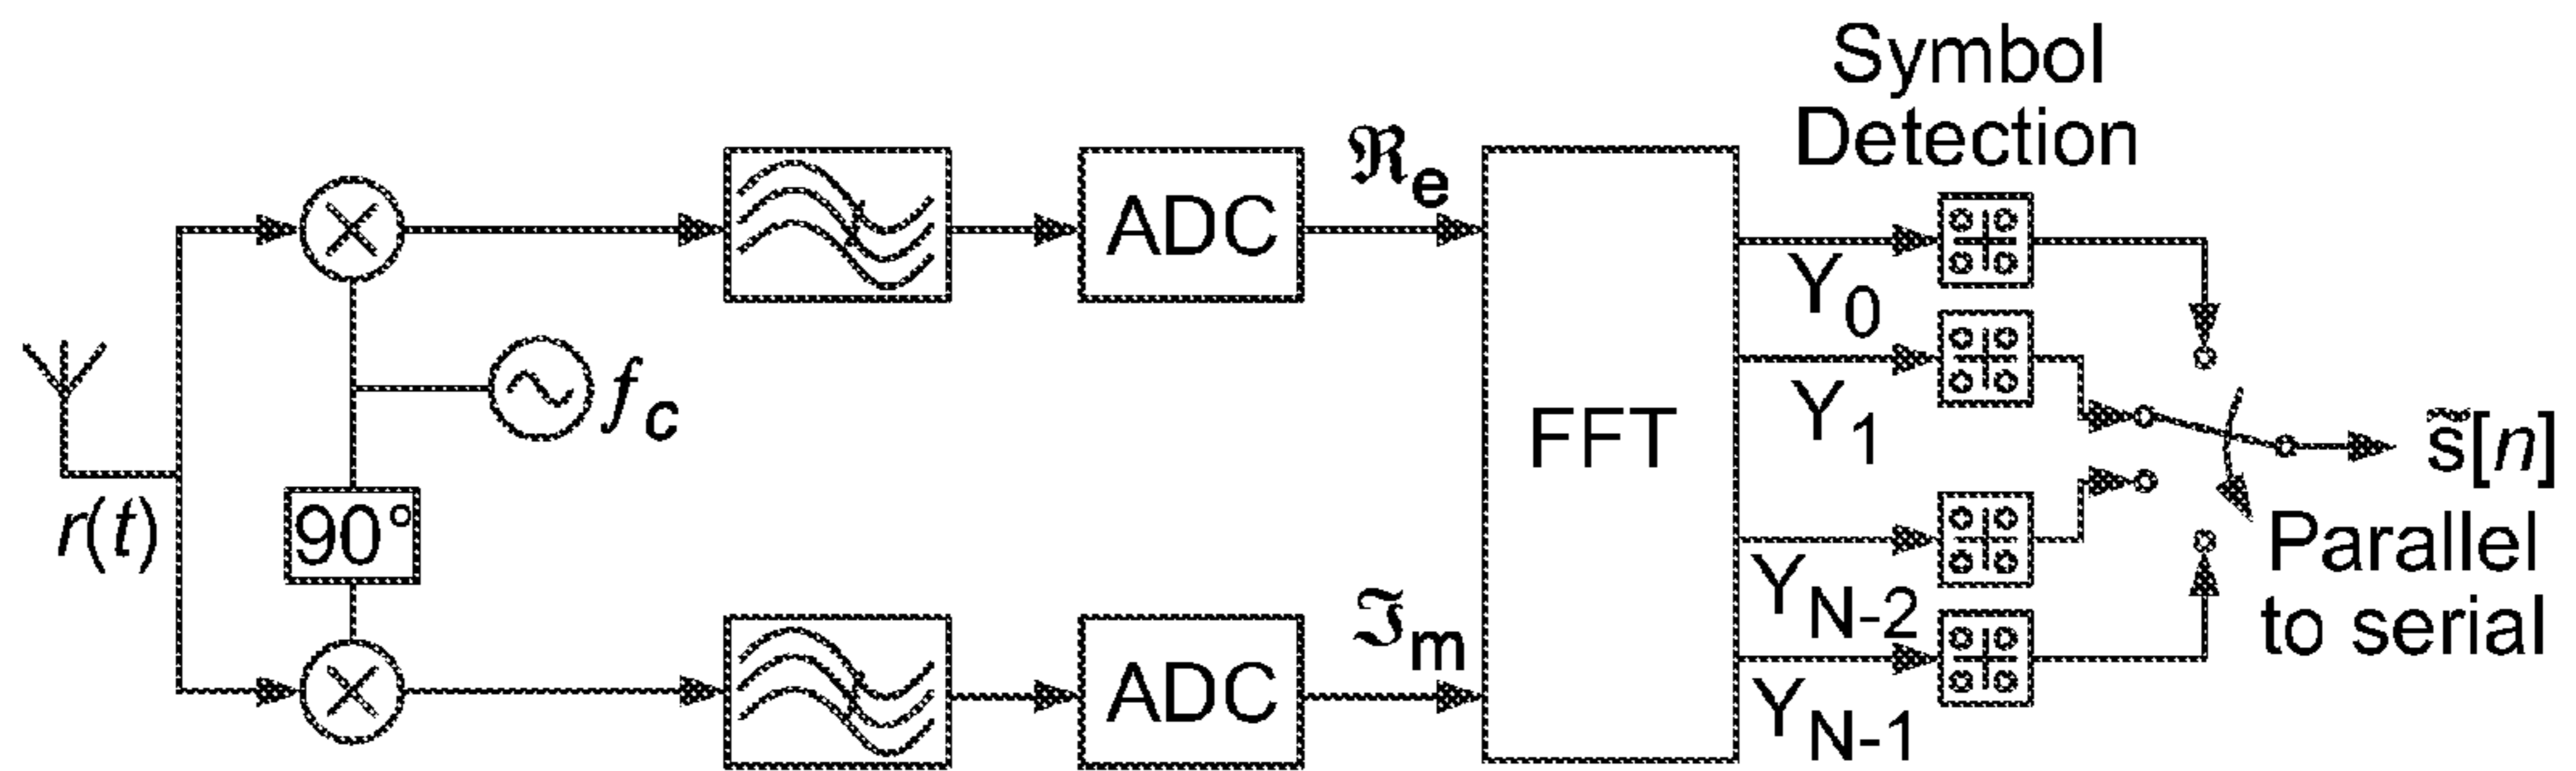 Symbol
Detection
ℜe
ADC
FFT
Y0
Y1
fc
s̃[n]
90°
r(t)
Parallel
to serial
YN-2
ℑm
ADC
YN-1